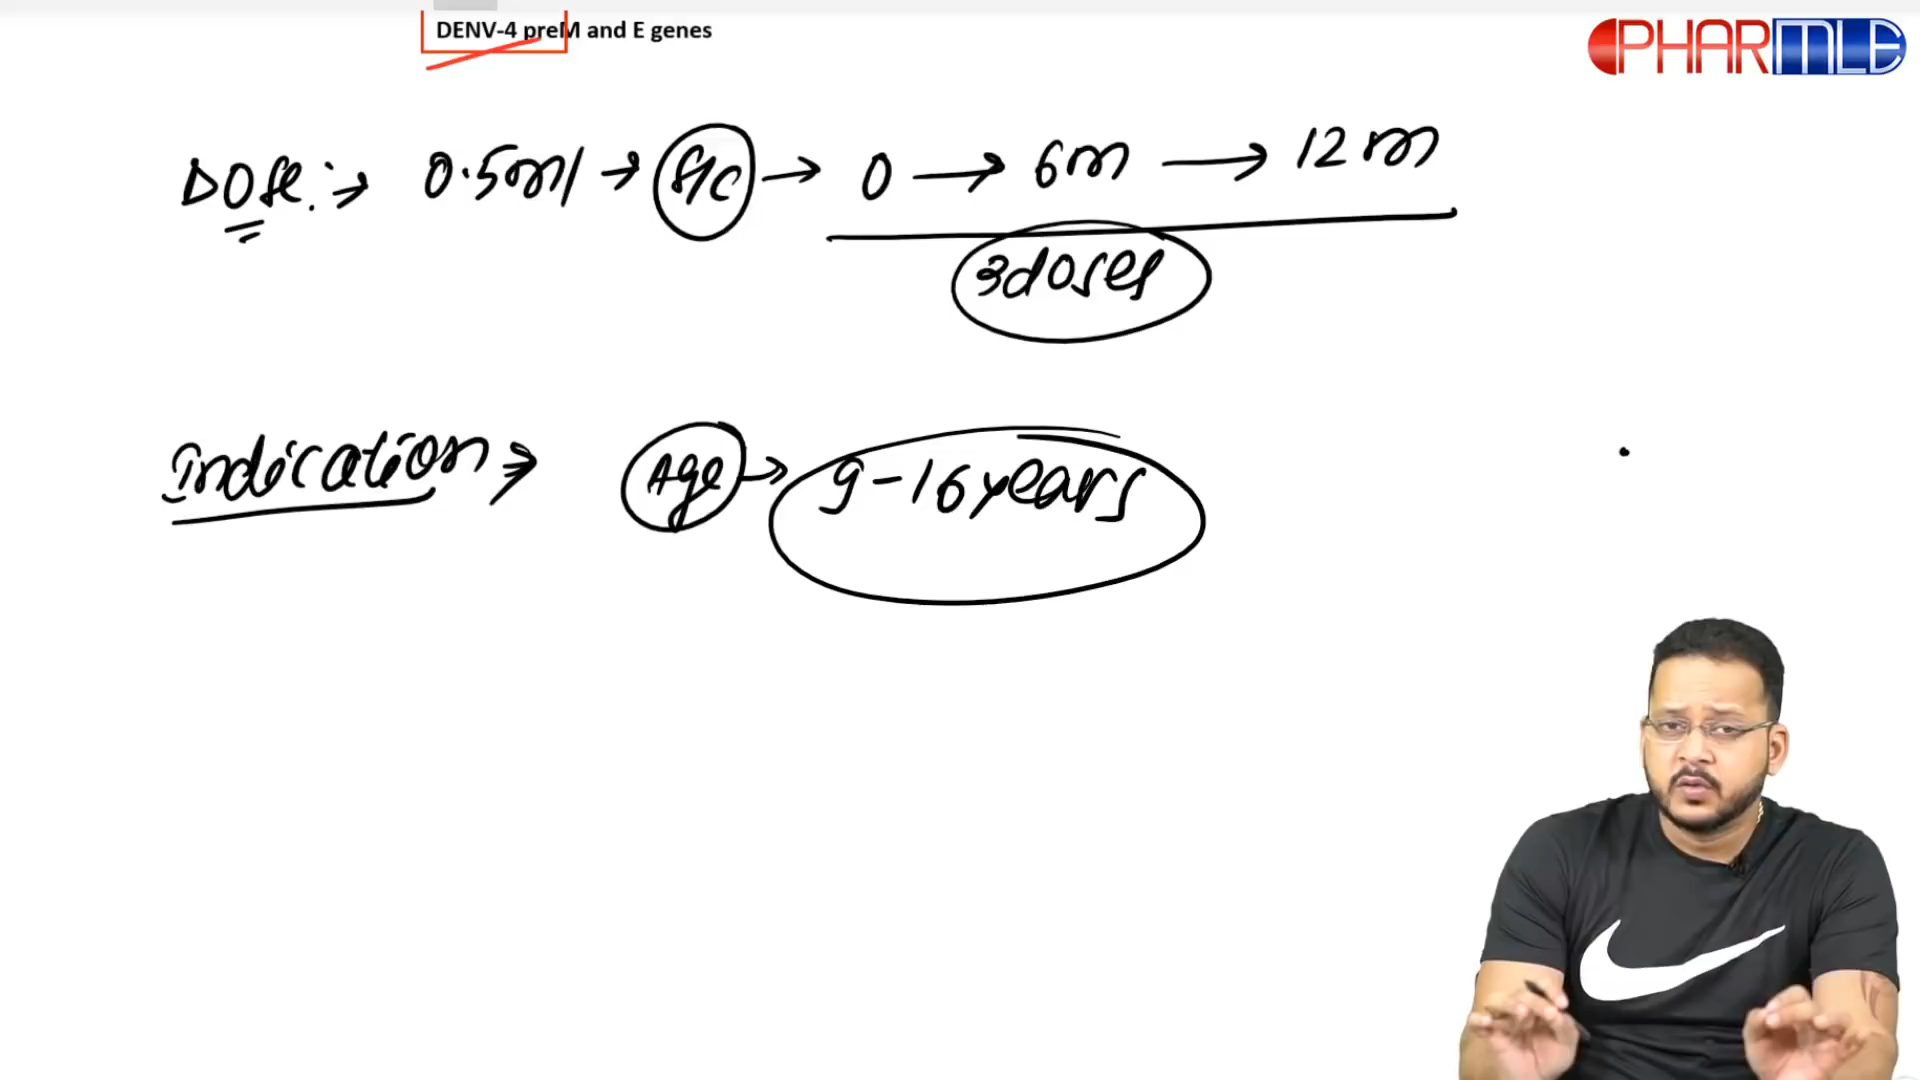 DENV-4 preM and E genes
PHARMLE
Dose :→ 0.5ml → S/C → 0 → 6m → 12m
3doses
Indication → Age → 9-16years